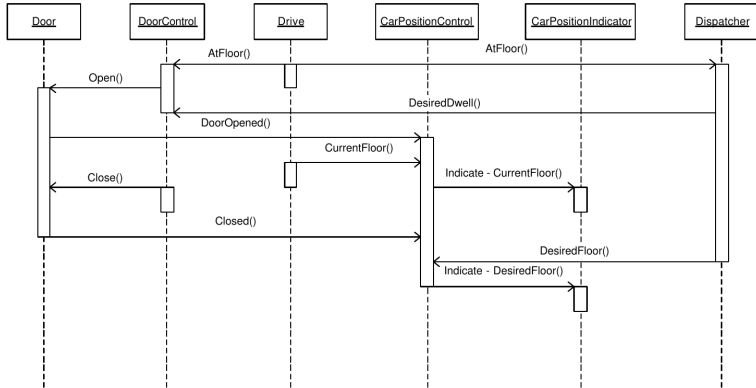 Door
DoorControl
Drive
CarPositionControl
CarPositionIndicator
Dispatcher
AtFloor()
AtFloor()
Open()
DesiredDwell()
DoorOpened()
CurrentFloor()
Close()
Indicate - CurrentFloor()
Closed()
DesiredFloor()
Indicate - DesiredFloor()